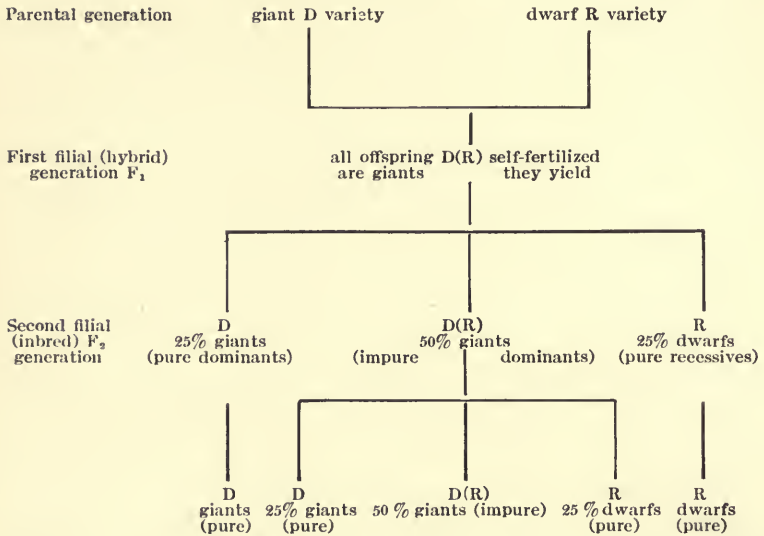 Parental generation giant D variety dwarf R variety
First filial (hybrid) all offspring D(R) self-fertilized
generation F₁ are giants they yield
D D(R) R
Second filial 25% giants 50% giants 25% dwarfs
(inbred) F₂ (pure dominants) (impure dominants) (pure recessives)
generation
D D D(R) R R
giants 25% giants 50 % giants (impure) 25 % dwarfs dwarfs
(pure) (pure) (pure) (pure)